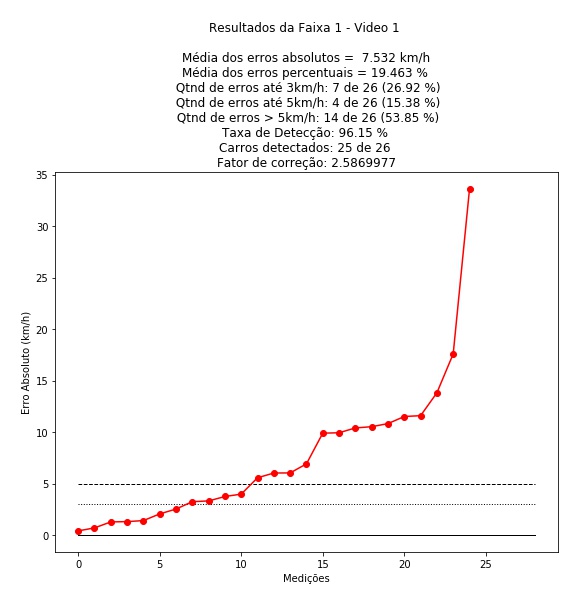 Resultados da Faixa 1 - Video 1
Média dos erros absolutos =  7.532 km/h
Média dos erros percentuais = 19.463 %
Qtnd de erros até 3km/h: 7 de 26 (26.92 %)
Qtnd de erros até 5km/h: 4 de 26 (15.38 %)
Qtnd de erros > 5km/h: 14 de 26 (53.85 %)
Taxa de Detecção: 96.15 %
Carros detectados: 25 de 26
Fator de correção: 2.5869977
35
30
25
20
15
10
5
0
Erro Absoluto (km/h)
0 5 10 15 20 25
Medições